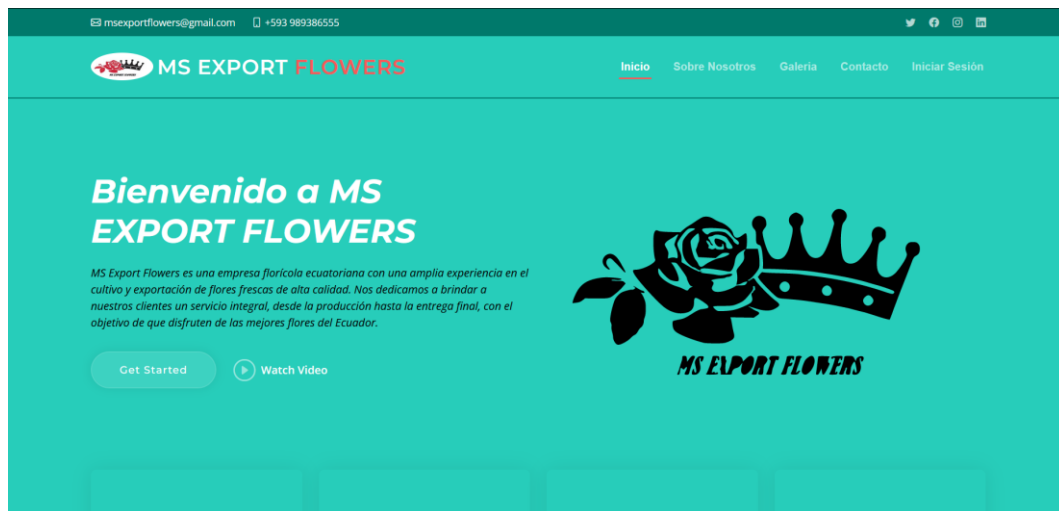 msexportflowers@gmail.com +593 989386555
MS EXPORT FLOWERS
Inicio Sobre Nosotros Galeria Contacto Iniciar Sesión
Bienvenido a MS
EXPORT FLOWERS
MS Export Flowers es una empresa florícola ecuatoriana con una amplia experiencia en el
cultivo y exportación de flores frescas de alta calidad. Nos dedicamos a brindar a
nuestros clientes un servicio integral, desde la producción hasta la entrega final, con el
objetivo de que disfruten de las mejores flores del Ecuador.
Get Started Watch Video
MS EXPORT FLOWERS